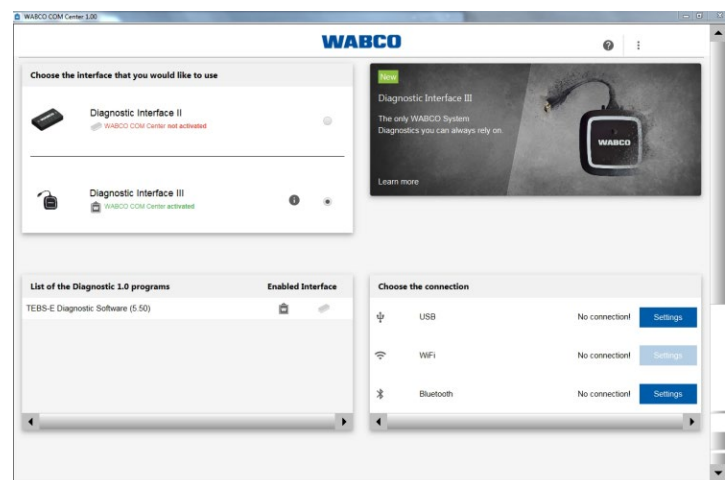 WABCO COM Center 1.00
WABCO
Choose the interface that you would like to use
Diagnostic Interface II
WABCO COM Center not activated
Diagnostic Interface III
WABCO COM Center activated
New
Diagnostic Interface III
The only WABCO System
Diagnostics you can always rely on.
Learn more
WABCO
List of the Diagnostic 1.0 programs Enabled Interface
TEBS-E Diagnostic Software (5.50)
Choose the connection
USB No connection! Settings
WiFi No connection! Settings
Bluetooth No connection! Settings